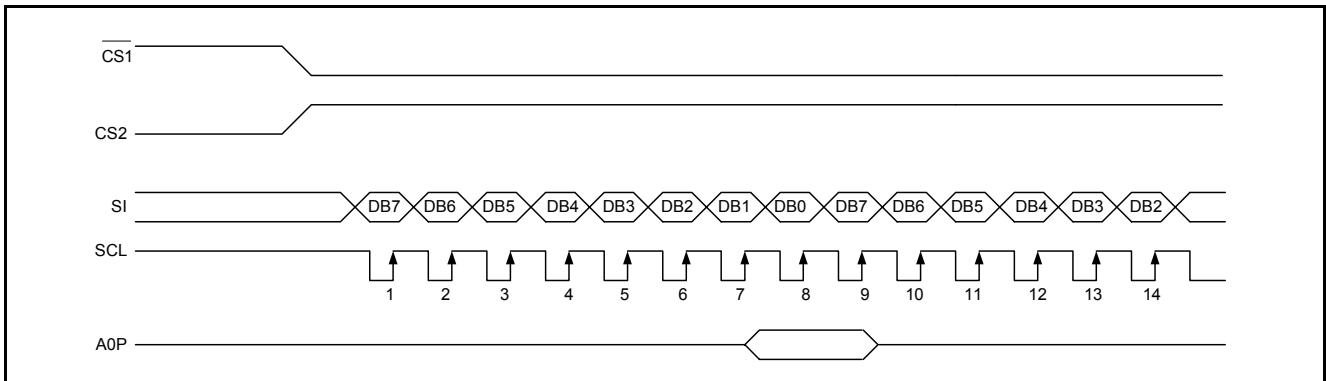 CS1
CS2
SI DB7 DB6 DB5 DB4 DB3 DB2 DB1 DB0 DB7 DB6 DB5 DB4 DB3 DB2
SCL
1 2 3 4 5 6 7 8 9 10 11 12 13 14
A0P